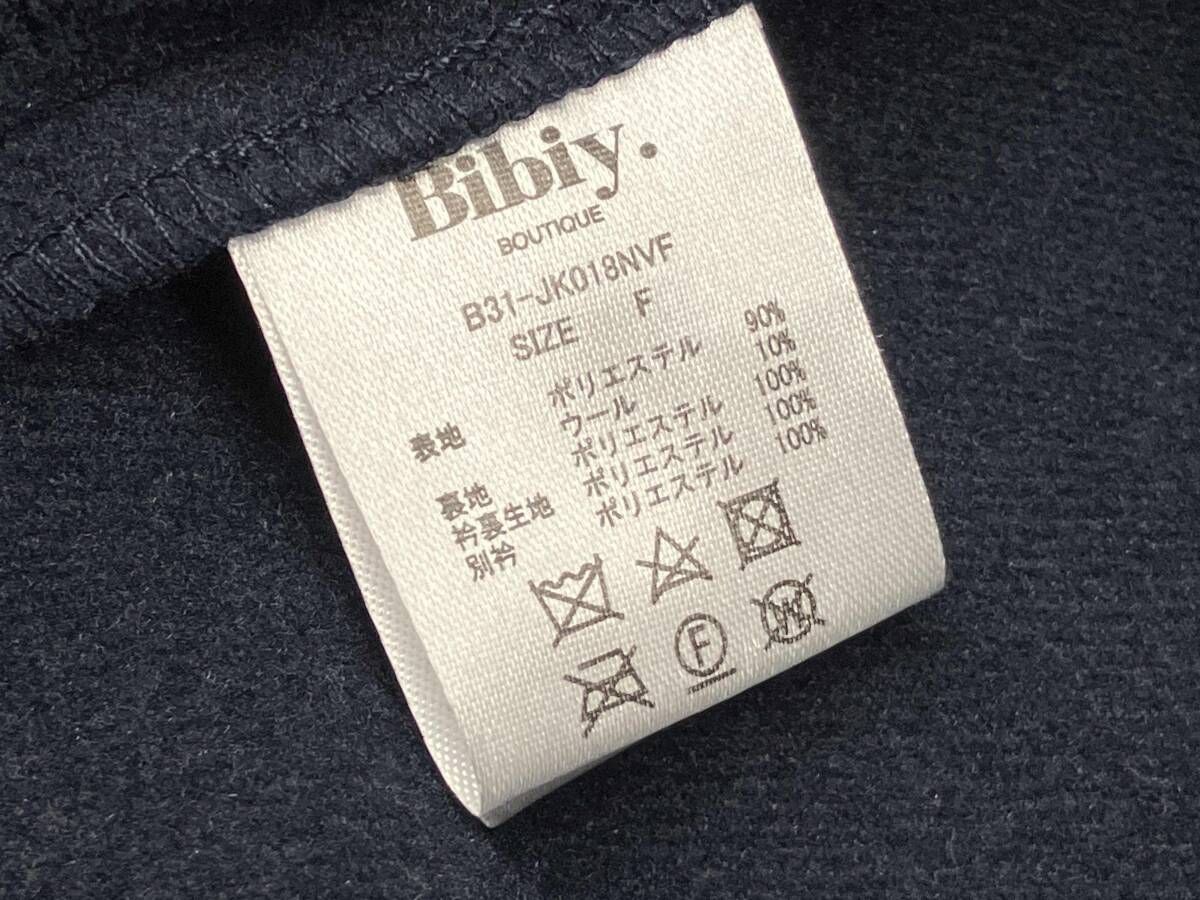 Bibiy.
BOUTIQUE
B31-JK018NVF
SIZE F
表地 ポリエステル 90%
ウール 10%
裏地 ポリエステル 100%
衿裏生地 ポリエステル 100%
別衿 ポリエステル 100%
F
W